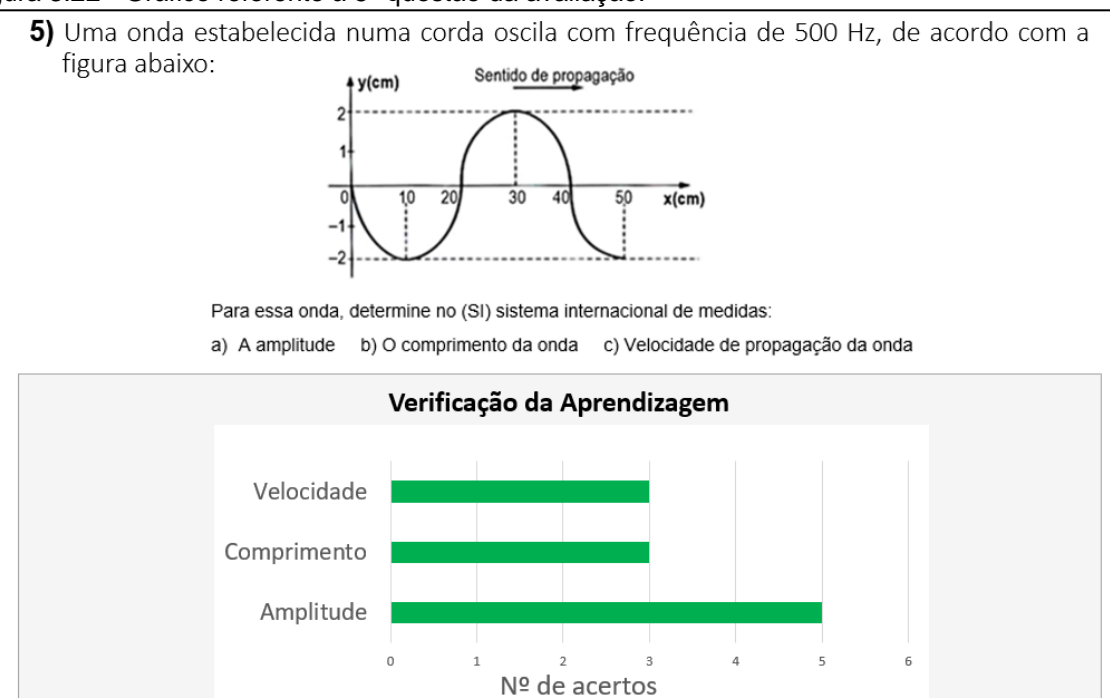 5) Uma onda estabelecida numa corda oscila com frequência de 500 Hz, de acordo com a
figura abaixo:
y(cm)
Sentido de propagação
2
1
0
10
20
30
40
50
x(cm)
-1
-2
Para essa onda, determine no (SI) sistema internacional de medidas:
a) A amplitude b) O comprimento da onda c) Velocidade de propagação da onda
Verificação da Aprendizagem
Velocidade
Comprimento
Amplitude
0 1 2 3 4 5 6
Nº de acertos